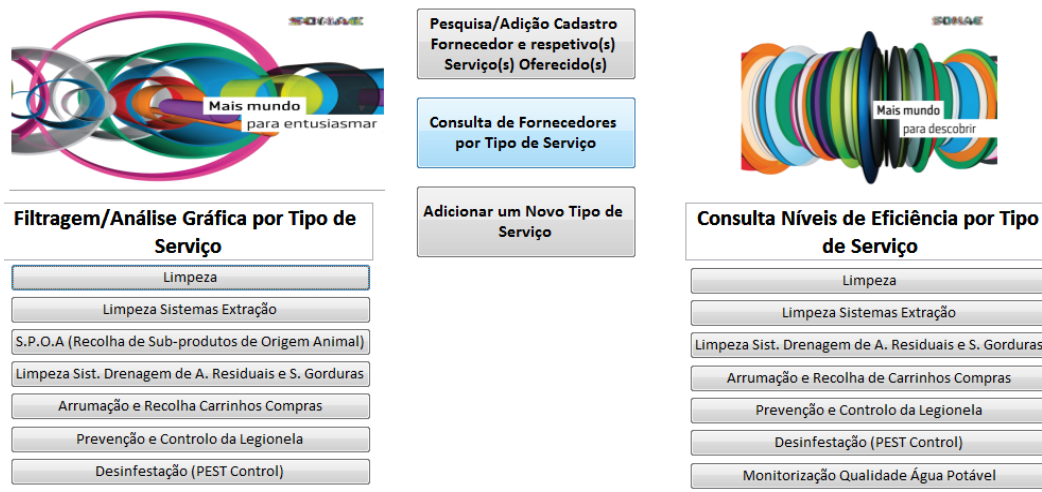 SONAE
Mais mundo
para entusiasmar
Pesquisa/Adição Cadastro
Fornecedor e respetivo(s)
Serviço(s) Oferecido(s)
Consulta de Fornecedores
por Tipo de Serviço
Adicionar um Novo Tipo de
Serviço
SONAE
Mais mundo
para descobrir
Filtragem/Análise Gráfica por Tipo de
Serviço
Limpeza
Limpeza Sistemas Extração
S.P.O.A (Recolha de Sub-produtos de Origem Animal)
Limpeza Sist. Drenagem de A. Residuais e S. Gorduras
Arrumação e Recolha Carrinhos Compras
Prevenção e Controlo da Legionela
Desinfestação (PEST Control)
Consulta Níveis de Eficiência por Tipo
de Serviço
Limpeza
Limpeza Sistemas Extração
Limpeza Sist. Drenagem de A. Residuais e S. Gorduras
Arrumação e Recolha de Carrinhos Compras
Prevenção e Controlo da Legionela
Desinfestação (PEST Control)
Monitorização Qualidade Água Potável